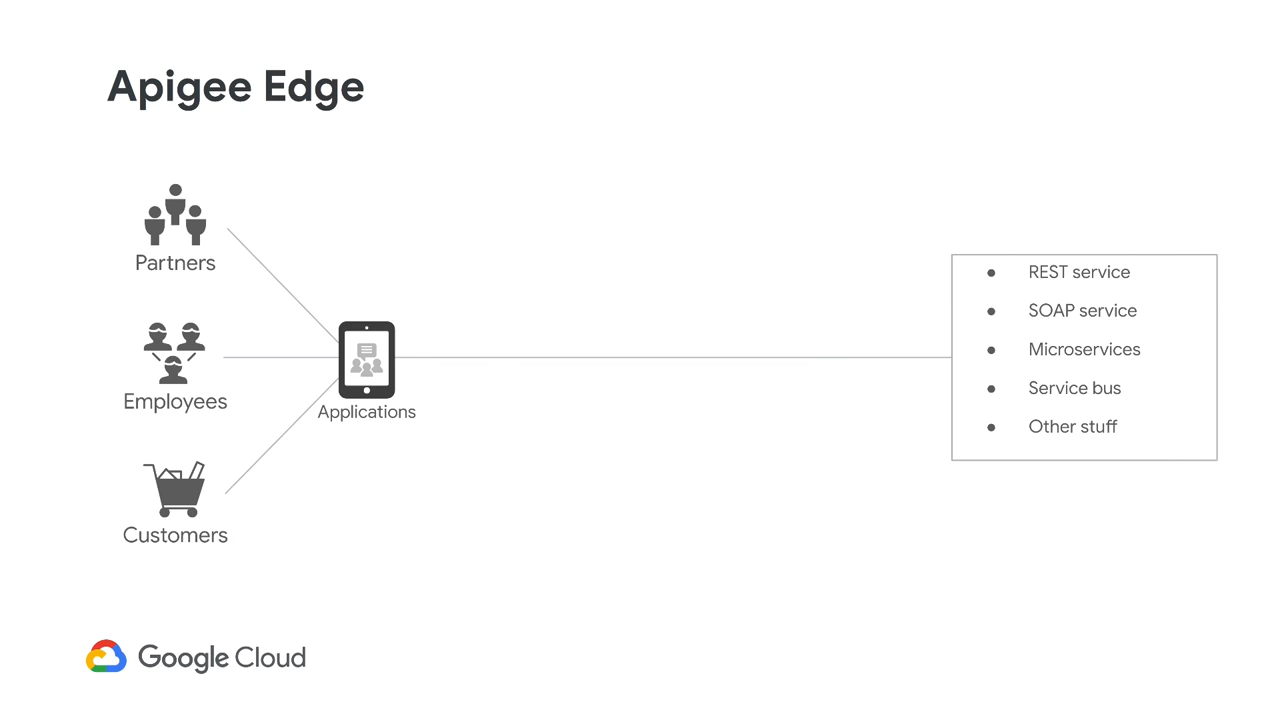 Apigee Edge
Partners
Employees
Customers
Applications
● REST service
● SOAP service
● Microservices
● Service bus
● Other stuff
Google Cloud